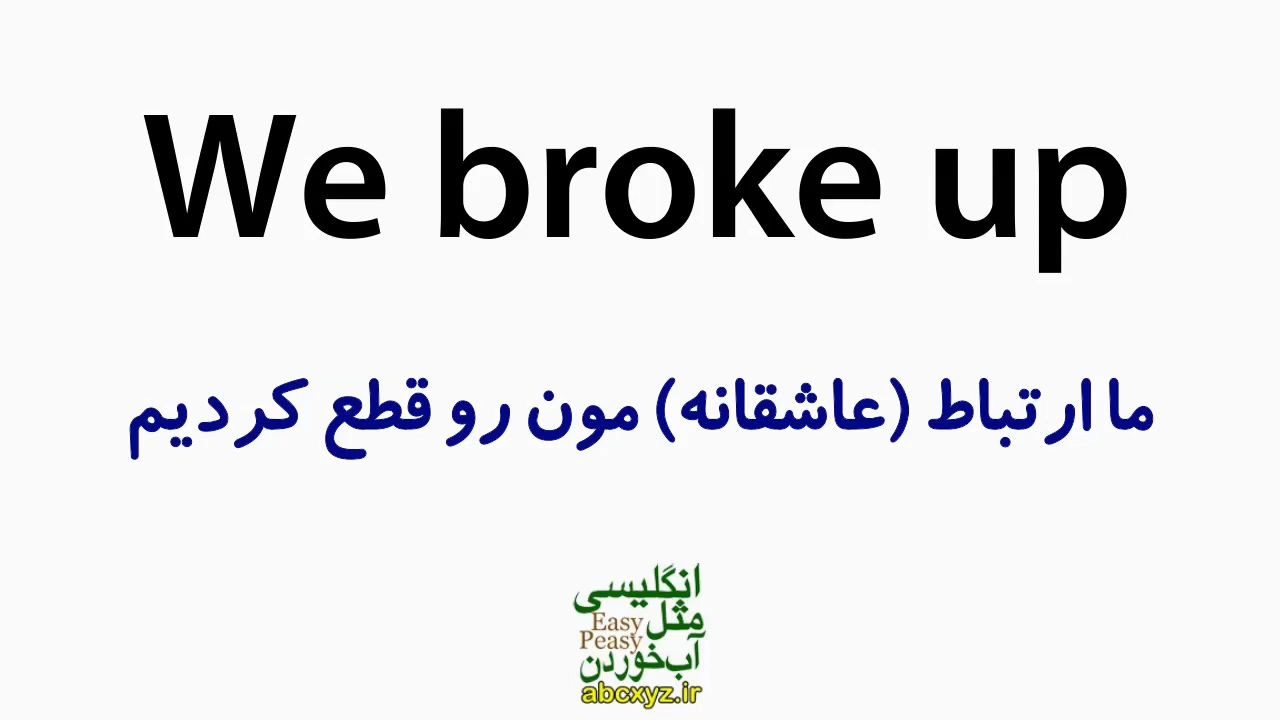 We broke up
ما ارتباط (عاشقانه) مون رو قطع کردیم
انگلیسی
مثل Easy
Peasy
آب خوردن
abcxyz.ir